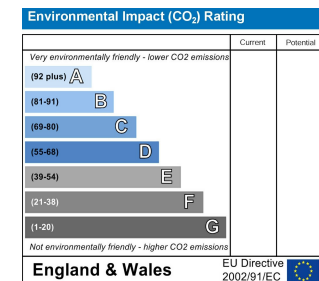 Environmental Impact (CO₂) Rating
Current Potential
Very environmentally friendly - lower CO2 emissions
(92 plus) A
(81-91) B
(69-80) C
(55-68) D
(39-54) E
(21-38) F
(1-20) G
Not environmentally friendly - higher CO2 emissions
England & Wales
EU Directive
2002/91/EC